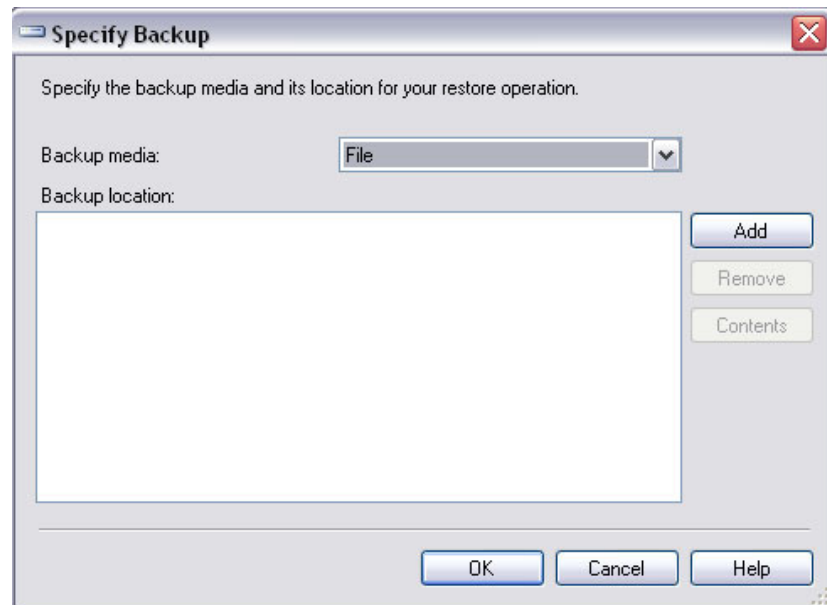 Specify Backup
Specify the backup media and its location for your restore operation.
Backup media:
File
Backup location:
Add
Remove
Contents
OK
Cancel
Help